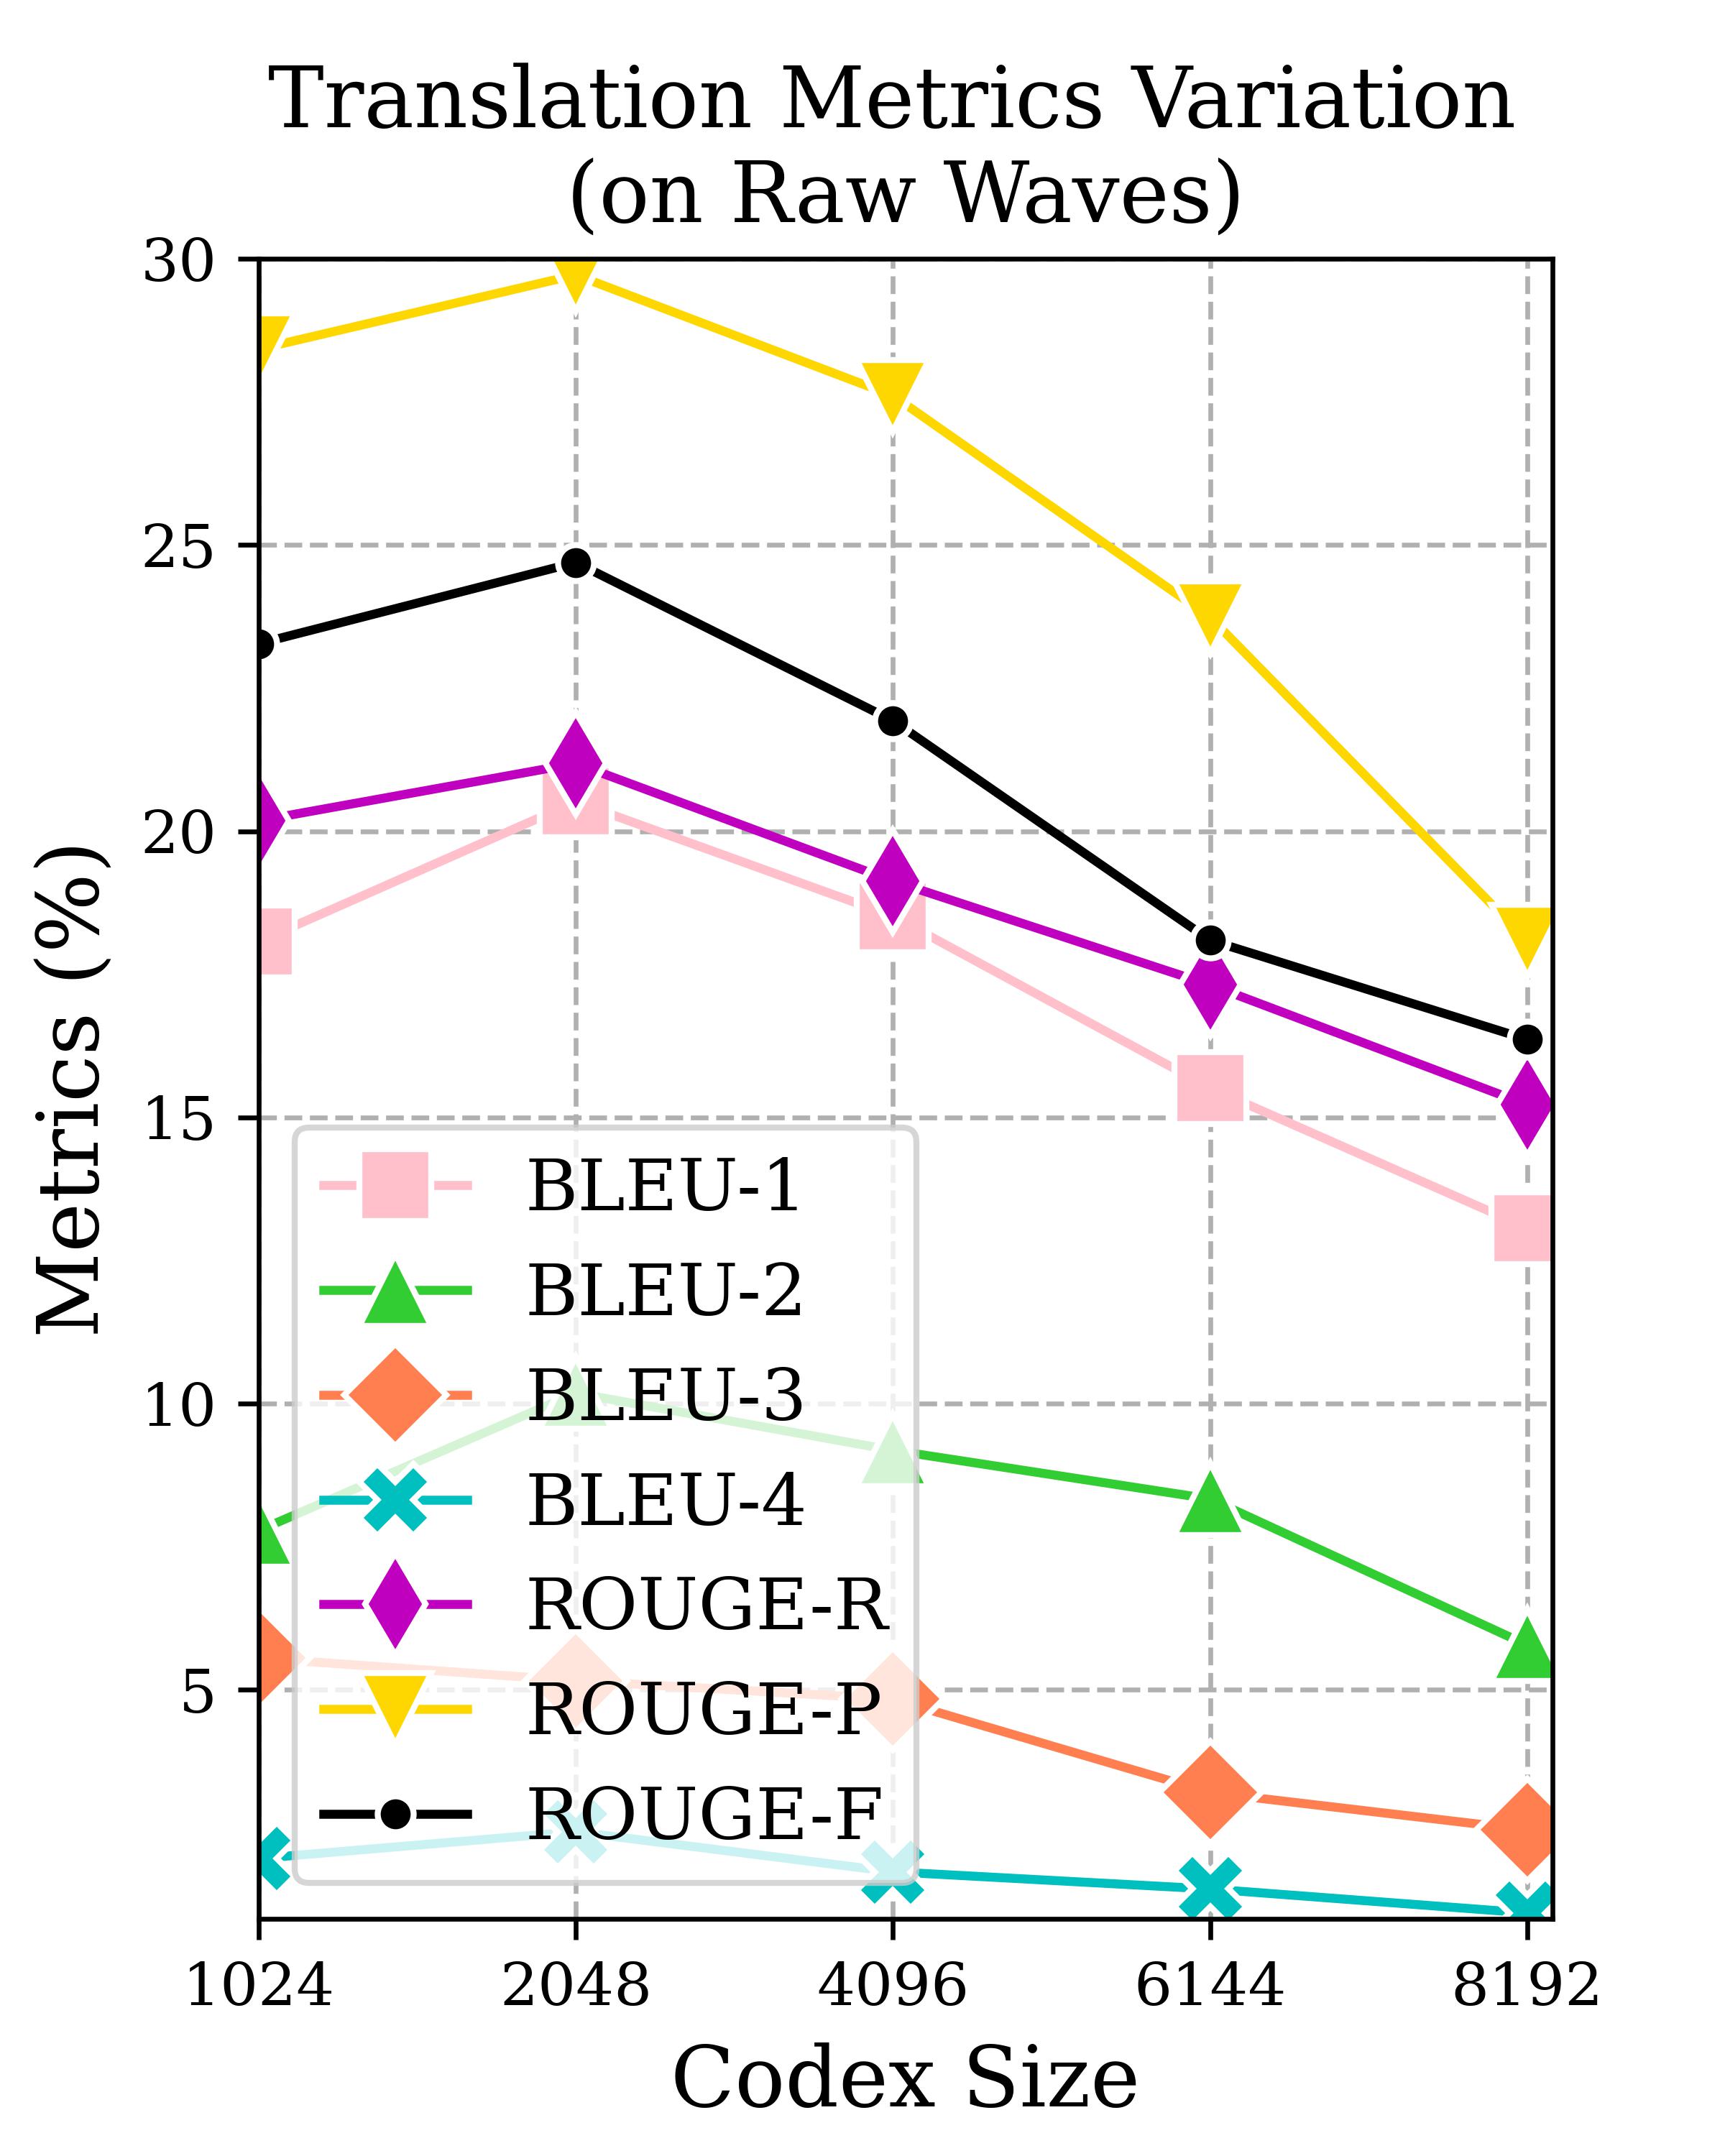 Translation Metrics Variation
(on Raw Waves)
Metrics (%)
30
25
20
15
10
5
BLEU-1
BLEU-2
BLEU-3
BLEU-4
ROUGE-R
ROUGE-P
ROUGE-F
1024 2048 4096 6144 8192
Codex Size